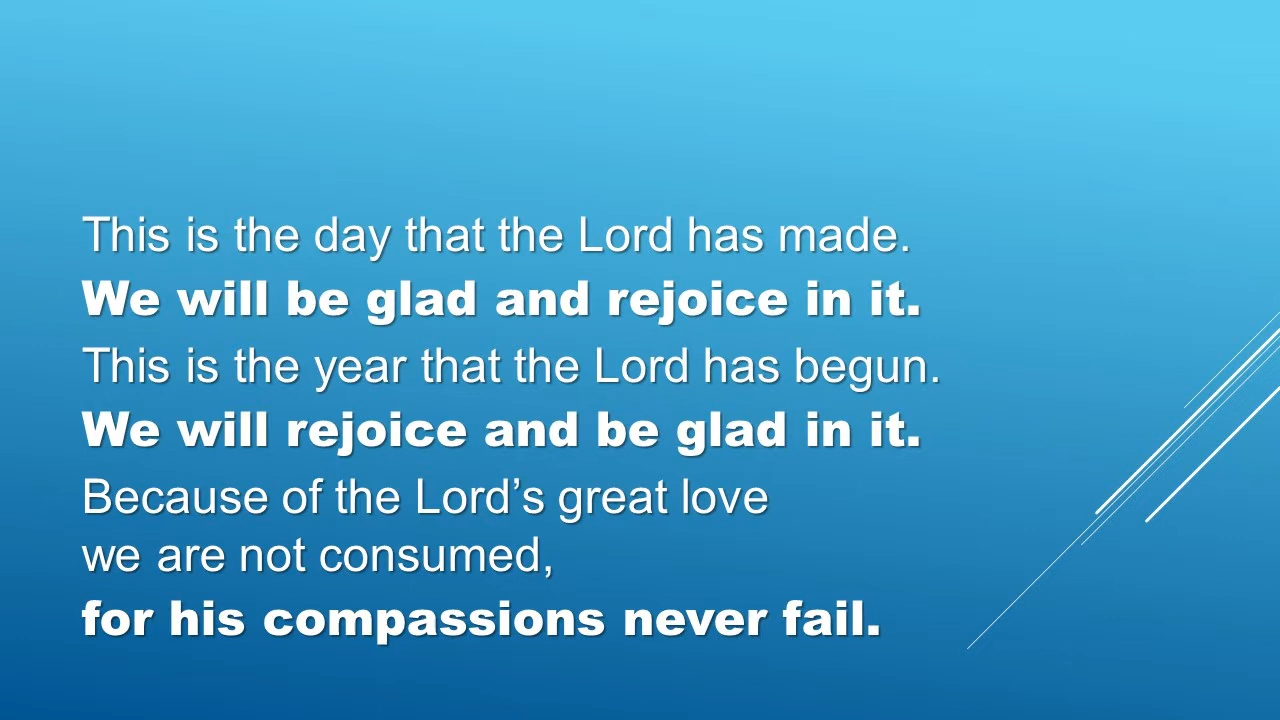 This is the day that the Lord has made.
We will be glad and rejoice in it.
This is the year that the Lord has begun.
We will rejoice and be glad in it.
Because of the Lord’s great love
we are not consumed,
for his compassions never fail.